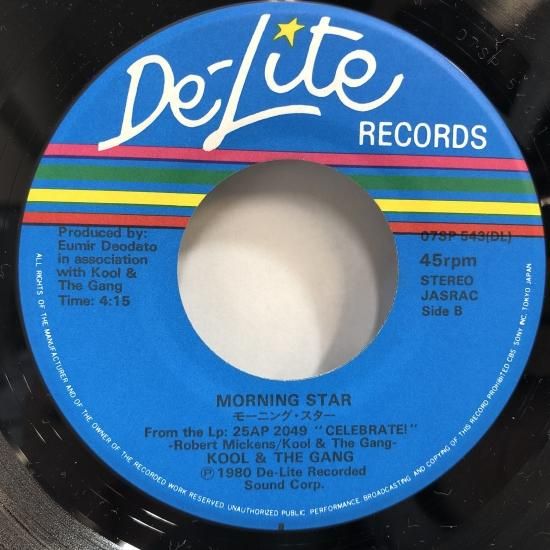 De-Lite
RECORDS
Produced by:
Eumir Deodato
in association
with Kool &
The Gang
Time: 4:15
07SP 543(DL)
45rpm
STEREO
JASRAC
Side B
MORNING STAR
モーニング・スター
From the Lp: 25AP 2049 "CELEBRATE!"
-Robert Mickens/Kool & The Gang-
KOOL & THE GANG
Ⓟ 1980 De-Lite Recorded
Sound Corp.
ALL RIGHTS OF THE MANUFACTURER AND OF THE OWNER OF THE RECORDED WORK RESERVED. UNAUTHORIZED PUBLIC PERFORMANCE, BROADCASTING AND COPYING OF THIS RECORD PROHIBITED CBS SONY INC. TOKYO JAPAN